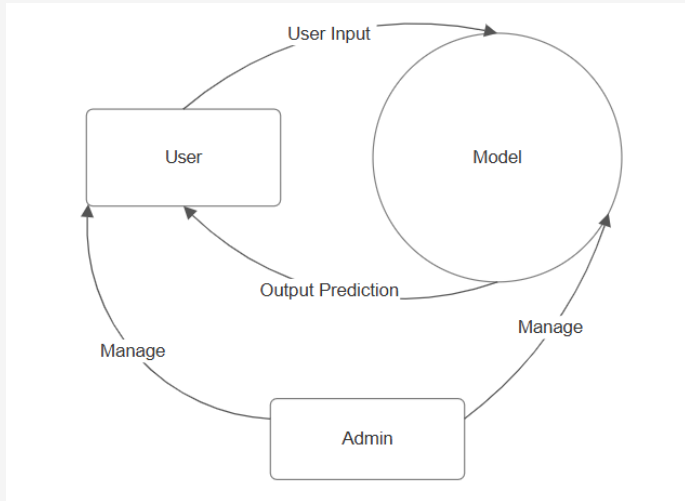 User Input
User
Model
Output Prediction
Manage
Manage
Admin